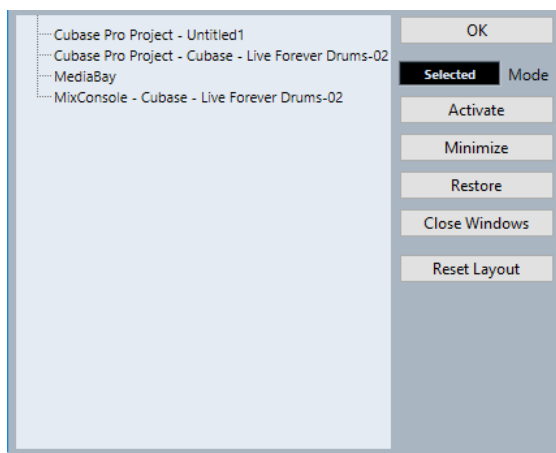 Cubase Pro Project - Untitled1
Cubase Pro Project - Cubase - Live Forever Drums-02
MediaBay
MixConsole - Cubase - Live Forever Drums-02
OK
Selected Mode
Activate
Minimize
Restore
Close Windows
Reset Layout